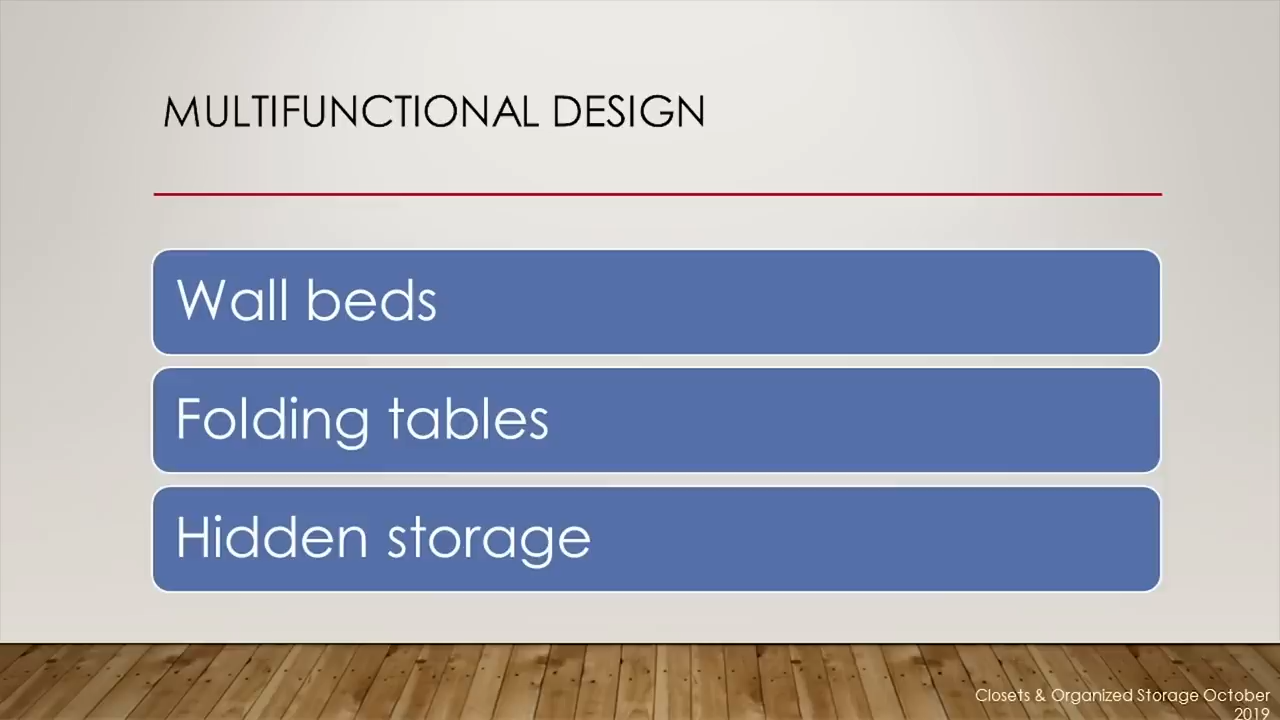 MULTIFUNCTIONAL DESIGN
Wall beds
Folding tables
Hidden storage
Closets & Organized Storage October
2019